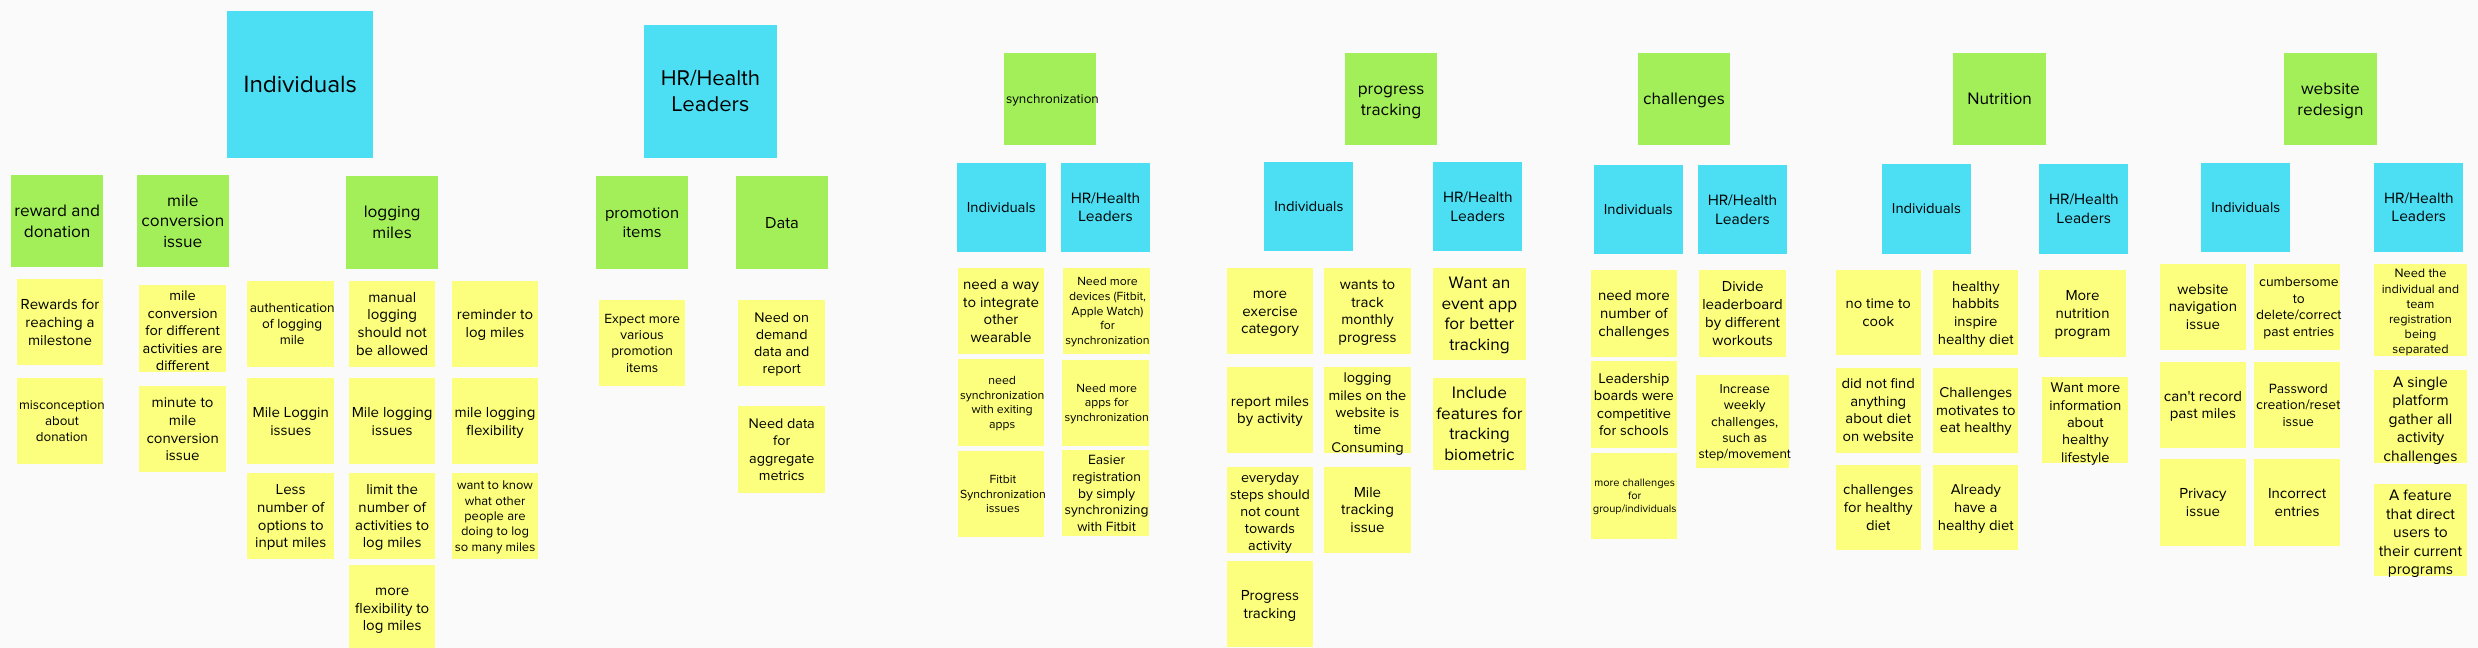 Individuals
reward and
donation
Rewards for
reaching a
milestone
misconception
about
donation
mile
conversion
issue
mile
conversion
for different
activities are
different
minute to
mile
conversion
issue
logging
miles
authentication
of logging
mile
manual
logging
should not
be allowed
reminder to
log miles
Mile Loggin
issues
Mile logging
issues
mile logging
flexibility
Less
number of
options to
input miles
limit the
number of
activities to
log miles
want to know
what other
people are
doing to log
so many miles
more
flexibility to
log miles
HR/Health
Leaders
promotion
items
Expect more
various
promotion
items
Data
Need on
demand
data and
report
Need data
for
aggregate
metrics
synchronization
Individuals
need a way
to integrate
other
wearable
need
synchronization
with exiting
apps
Fitbit
Synchronization
issues
HR/Health
Leaders
Need more
devices (Fitbit,
Apple Watch)
for
synchronization
Need more
apps for
synchronization
Easier
registration
by simply
synchronizing
with Fitbit
progress
tracking
Individuals
more
exercise
category
wants to
track
monthly
progress
report miles
by activity
logging
miles on the
website is
time
Consuming
everyday
steps should
not count
towards
activity
Mile
tracking
issue
Progress
tracking
HR/Health
Leaders
Want an
event app
for better
tracking
Include
features for
tracking
biometric
challenges
Individuals
need more
number of
challenges
Leadership
boards were
competitive
for schools
more challenges
for
group/individuals
HR/Health
Leaders
Divide
leaderboard
by different
workouts
Increase
weekly
challenges,
such as
step/movement
Nutrition
Individuals
no time to
cook
healthy
habbits
inspire
healthy diet
did not find
anything
about diet
on website
Challenges
motivates to
eat healthy
challenges
for healthy
diet
Already
have a
healthy diet
HR/Health
Leaders
More
nutrition
program
Want more
information
about
healthy
lifestyle
website
redesign
Individuals
website
navigation
issue
cumbersome
to
delete/correct
past entries
can't record
past miles
Password
creation/reset
issue
Privacy
issue
Incorrect
entries
HR/Health
Leaders
Need the
individual and
team
registration
being
separated
A single
platform
gather all
activity
challenges
A feature
that direct
users to
their current
programs